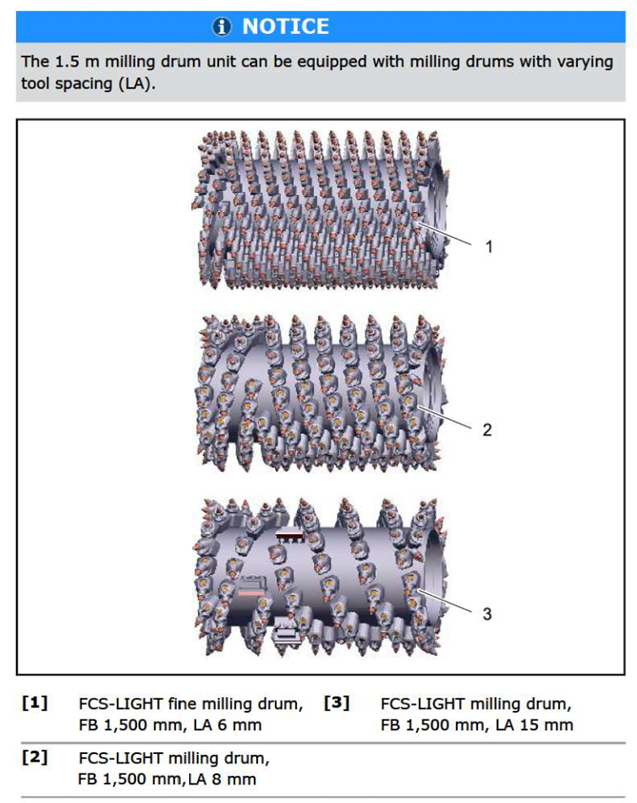 NOTICE
The 1.5 m milling drum unit can be equipped with milling drums with varying
tool spacing (LA).
1
2
3
[1] FCS-LIGHT fine milling drum,
FB 1,500 mm, LA 6 mm
[3] FCS-LIGHT milling drum,
FB 1,500 mm, LA 15 mm
[2] FCS-LIGHT milling drum,
FB 1,500 mm,LA 8 mm